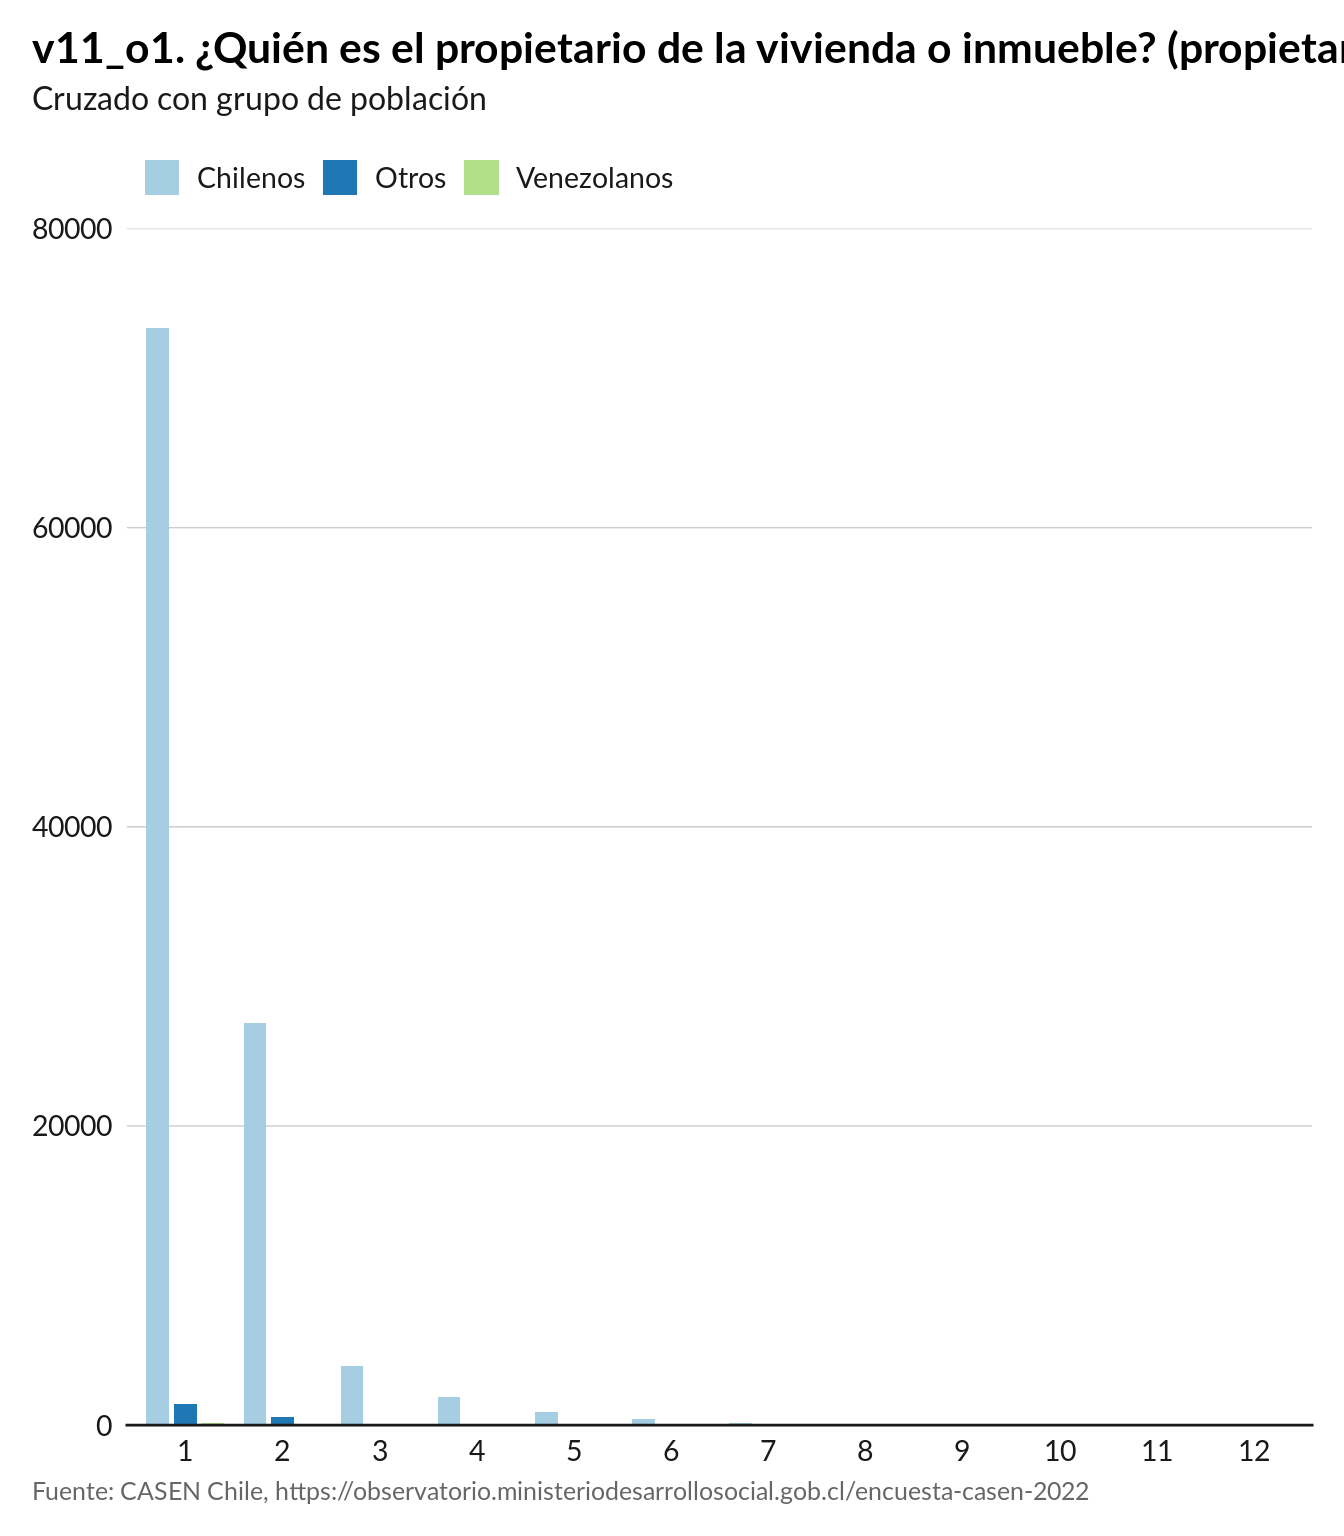 v11_o1. ¿Quién es el propietario de la vivienda o inmueble? (propietar
Cruzado con grupo de población
Chilenos Otros Venezolanos
80000
60000
40000
20000
0
1 2 3 4 5 6 7 8 9 10 11 12
Fuente: CASEN Chile, https://observatorio.ministeriodesarrollosocial.gob.cl/encuesta-casen-2022